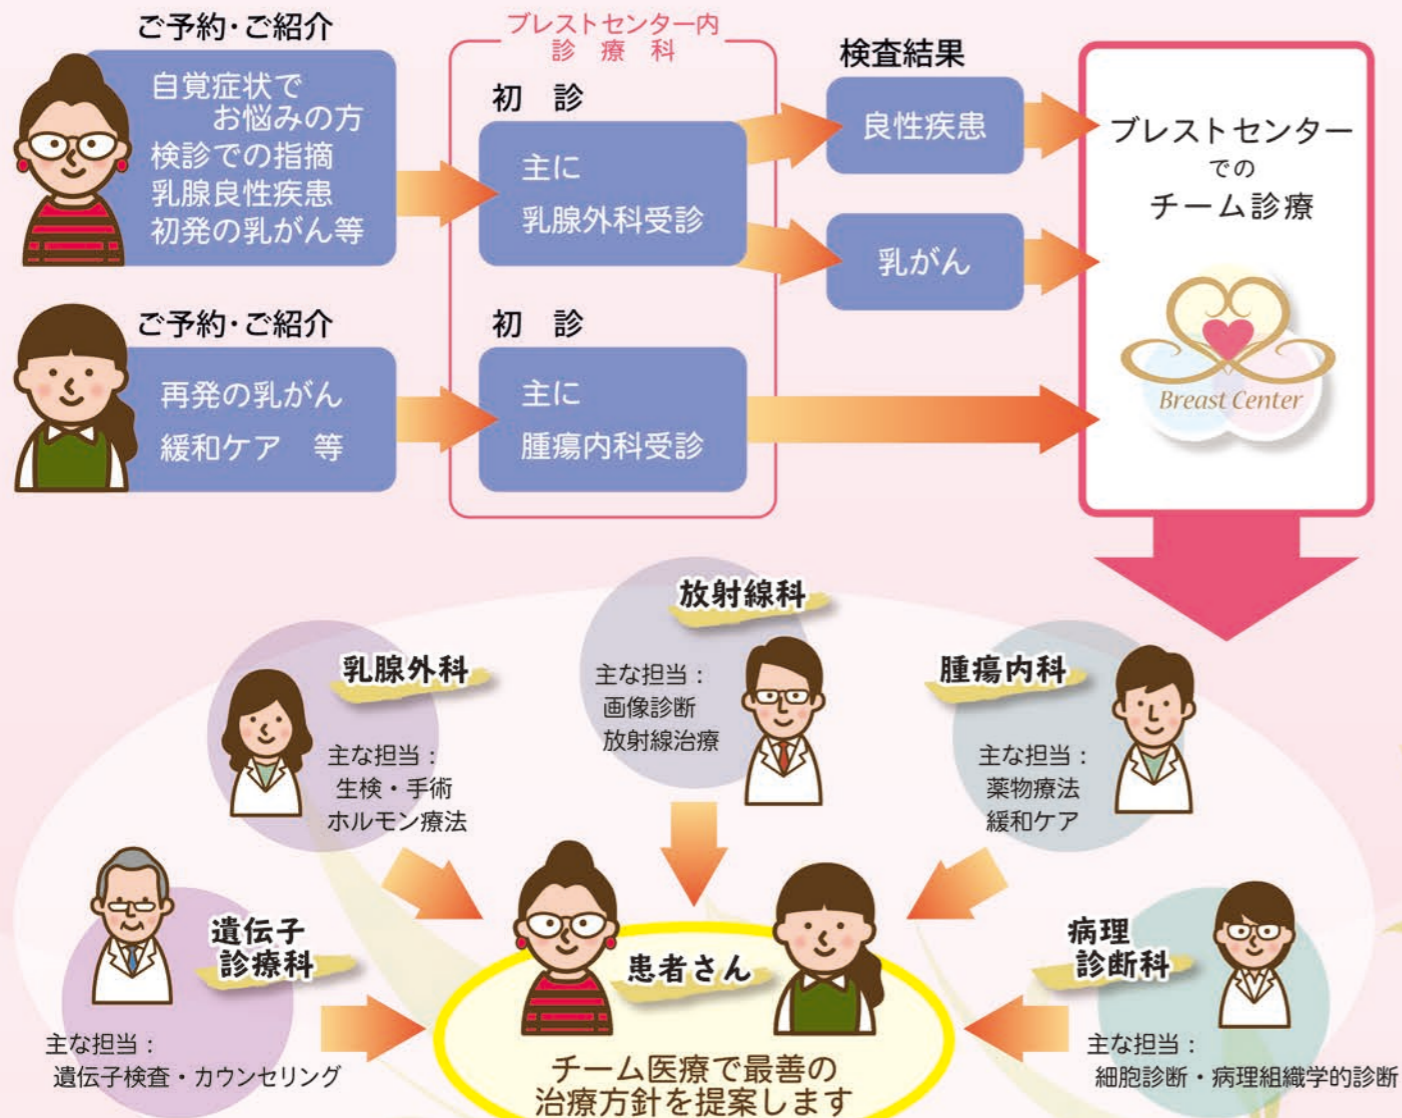 ご予約・ご紹介
自覚症状で
お悩みの方
検診での指摘
乳腺良性疾患
初発の乳がん等
ブレストセンター内
診 療 科
初 診
主に
乳腺外科受診
検査結果
良性疾患
乳がん
ご予約・ご紹介
再発の乳がん
緩和ケア 等
初 診
主に
腫瘍内科受診
ブレストセンター
での
チーム診療
Breast Center
放射線科
主な担当：
画像診断
放射線治療
乳腺外科
主な担当：
生検・手術
ホルモン療法
腫瘍内科
主な担当：
薬物療法
緩和ケア
遺伝子
診療科
主な担当：
遺伝子検査・カウンセリング
病理
診断科
主な担当：
細胞診断・病理組織学的診断
患者さん
チーム医療で最善の
治療方針を提案します